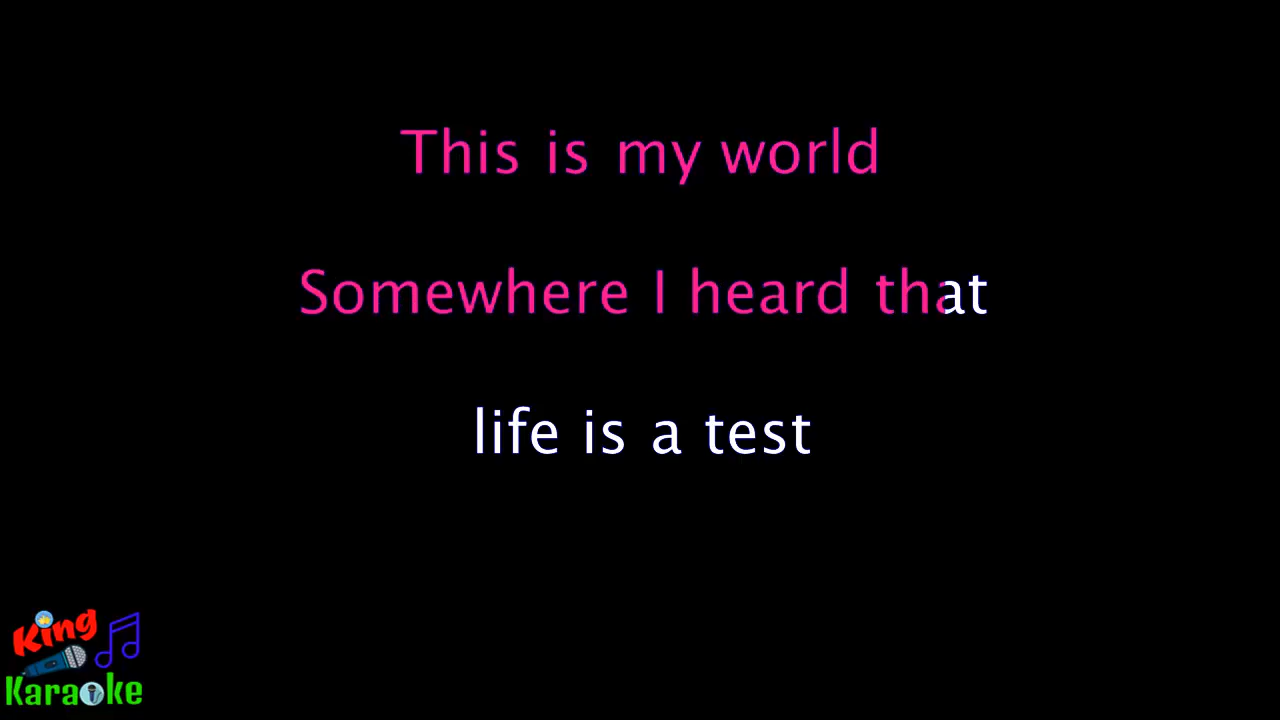 This is my world
Somewhere I heard that
life is a test
King
Karaoke